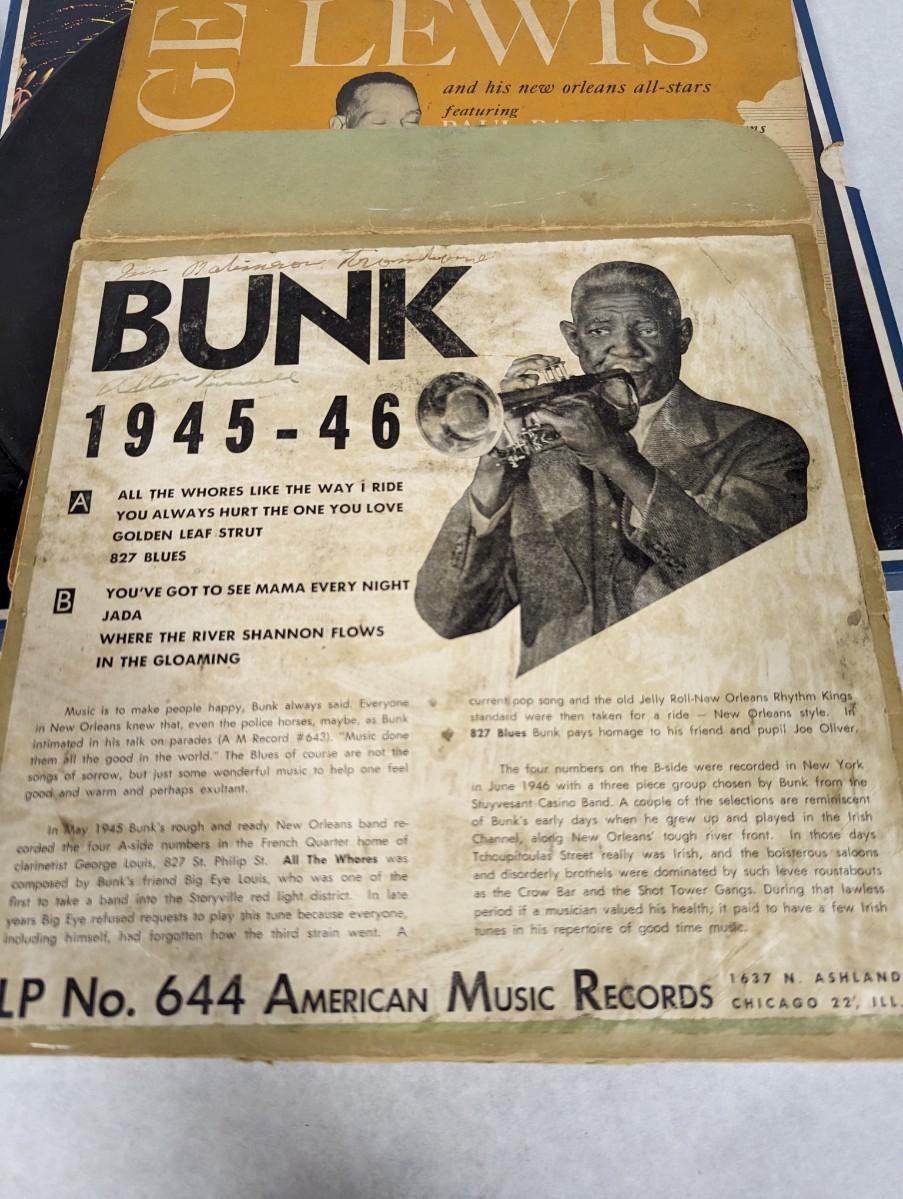 GE
LEWIS
and his new orleans all-stars
featuring
ns
Jim Robinson Trombone
BUNK
Alton Purnell
1945-46
A
ALL THE WHORES LIKE THE WAY I RIDE
YOU ALWAYS HURT THE ONE YOU LOVE
GOLDEN LEAF STRUT
827 BLUES
B
YOU'VE GOT TO SEE MAMA EVERY NIGHT
JADA
WHERE THE RIVER SHANNON FLOWS
IN THE GLOAMING
Music is to make people happy, Bunk always said. Everyone
in New Orleans knew that, even the police horses, maybe, as Bunk
intimated in his talk on parades (A M Record #643). "Music done
them all the good in the world." The Blues of course are not the
songs of sorrow, but just some wonderful music to help one feel
good and warm and perhaps exultant.
In May 1945 Bunk's rough and ready New Orleans band re-
corded the four A-side numbers in the French Quarter home of
clarinetist George Louis, 827 St. Philip St. All The Whores was
composed by Bunk's friend Big Eye Louis, who was one of the
first to take a band into the Storyville red light district. In late
years Big Eye refused requests to play this tune because everyone,
including himself, had forgotten how the third strain went. A
current pop song and the old Jelly Roll-New Orleans Rhythm Kings
standard were then taken for a ride — New Orleans style. In
827 Blues Bunk pays homage to his friend and pupil Joe Oliver.
The four numbers on the B-side were recorded in New York
in June 1946 with a three piece group chosen by Bunk from the
Stuyvesant Casino Band. A couple of the selections are reminiscent
of Bunk's early days when he grew up and played in the Irish
Channel, along New Orleans' tough river front. In those days
Tchoupitoulas Street really was Irish, and the boisterous saloons
and disorderly brothels were dominated by such levee roustabouts
as the Crow Bar and the Shot Tower Gangs. During that lawless
period if a musician valued his health; it paid to have a few Irish
tunes in his repertoire of good time music.
LP No. 644 AMERICAN MUSIC RECORDS
1637 N. ASHLAND
CHICAGO 22, ILL.